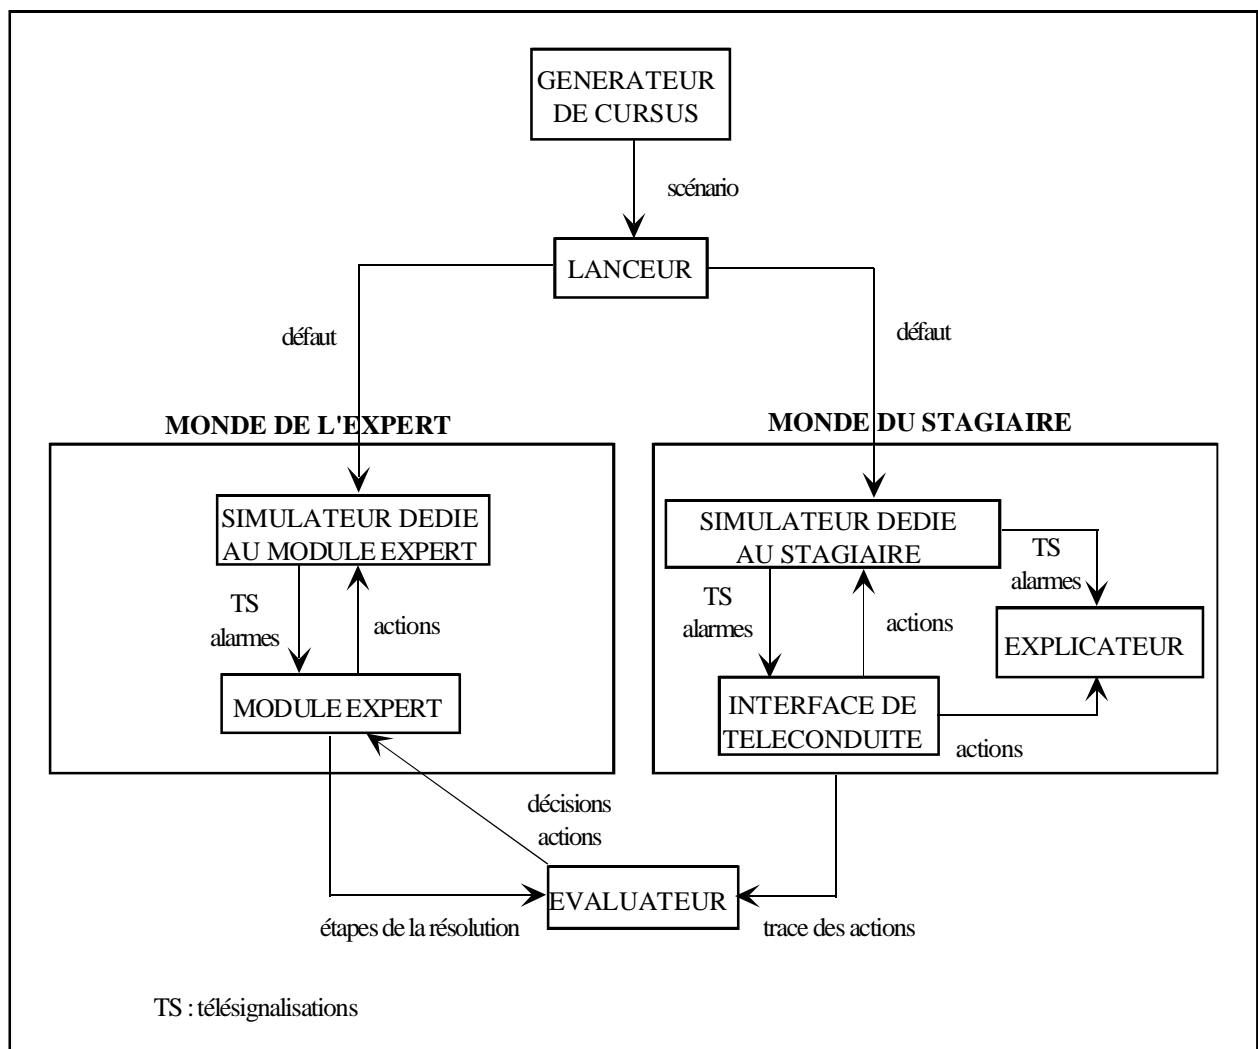 GENERATEUR
DE CURSUS
scénario
LANCEUR
défaut
défaut
MONDE DE L'EXPERT
MONDE DU STAGIAIRE
SIMULATEUR DEDIE
AU MODULE EXPERT
SIMULATEUR DEDIE
AU STAGIAIRE
TS
alarmes
TS
alarmes
actions
TS
alarmes
actions
EXPLICATEUR
MODULE EXPERT
INTERFACE DE
TELECONDUITE
actions
décisions
actions
EVALUATEUR
étapes de la résolution
trace des actions
TS : télésignalisations